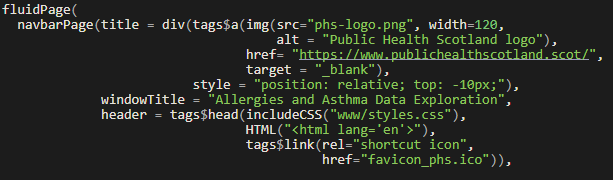 fluidPage(
navbarPage(title = div(tags$a(img(src="phs-logo.png", width=120,
alt = "Public Health Scotland logo"),
href= "https://www.publichealthscotland.scot/",
target = "_blank"),
style = "position: relative; top: -10px;"),
windowTitle = "Allergies and Asthma Data Exploration",
header = tags$head(includeCSS("www/styles.css"),
HTML("<html lang='en'>"),
tags$link(rel="shortcut icon",
href="favicon_phs.ico")),